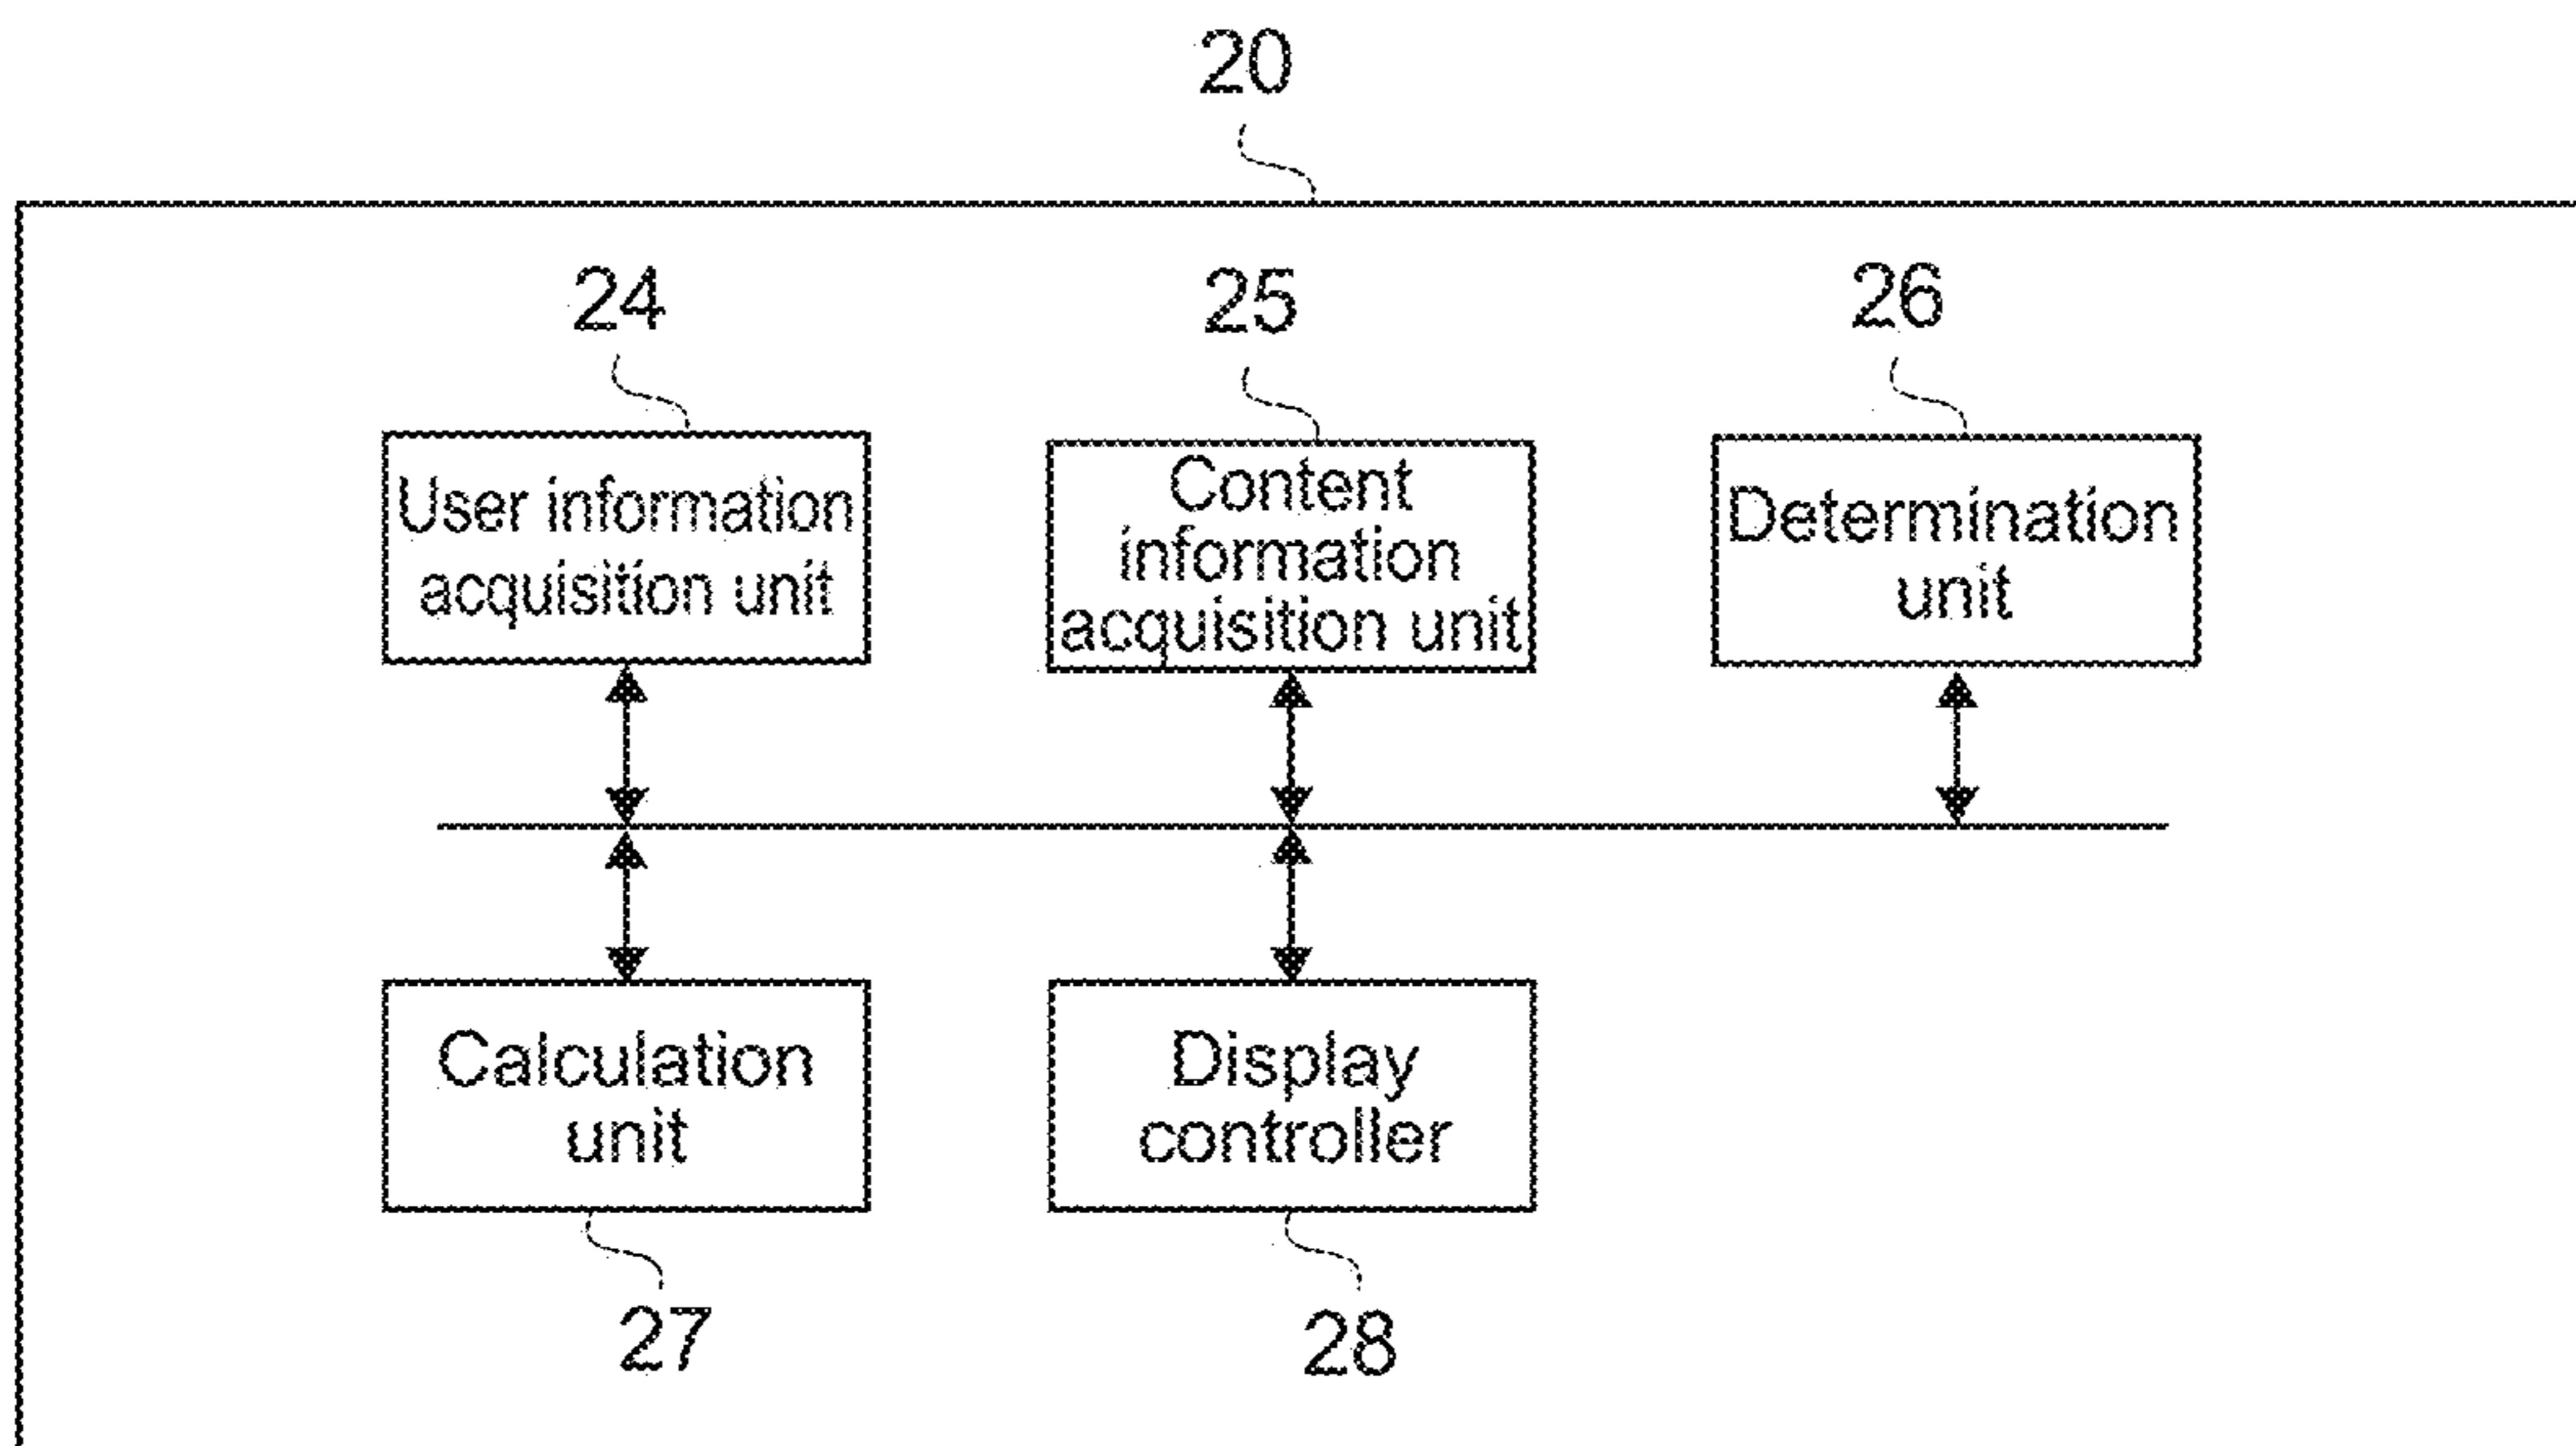 20
24
25
26
User information
acquisition unit
Content
information
acquisition unit
Determination
unit
Calculation
unit
Display
controller
27
28